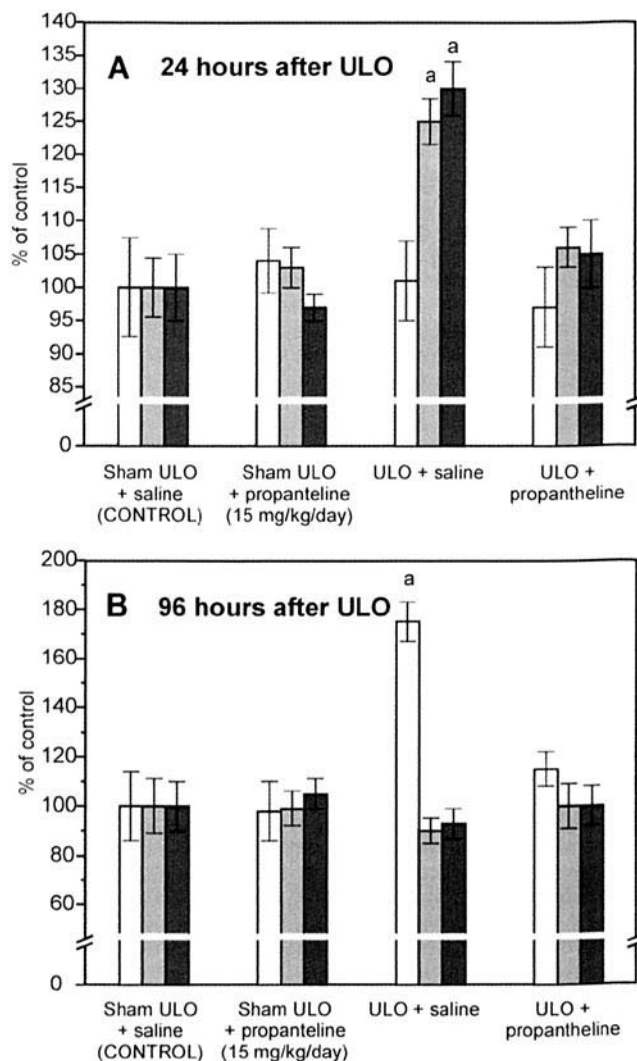 140
A 24 hours after ULO
a
a
135
130
125
120
115
110
105
100
95
90
85
0
% of control
Sham ULO
+ saline
(CONTROL)
Sham ULO
+ propanteline
(15 mg/kg/day)
ULO + saline
ULO +
propantheline
200
B 96 hours after ULO
a
180
160
140
120
100
80
60
0
% of control
Sham ULO
+ saline
(CONTROL)
Sham ULO
+ propanteline
(15 mg/kg/day)
ULO + saline
ULO +
propantheline